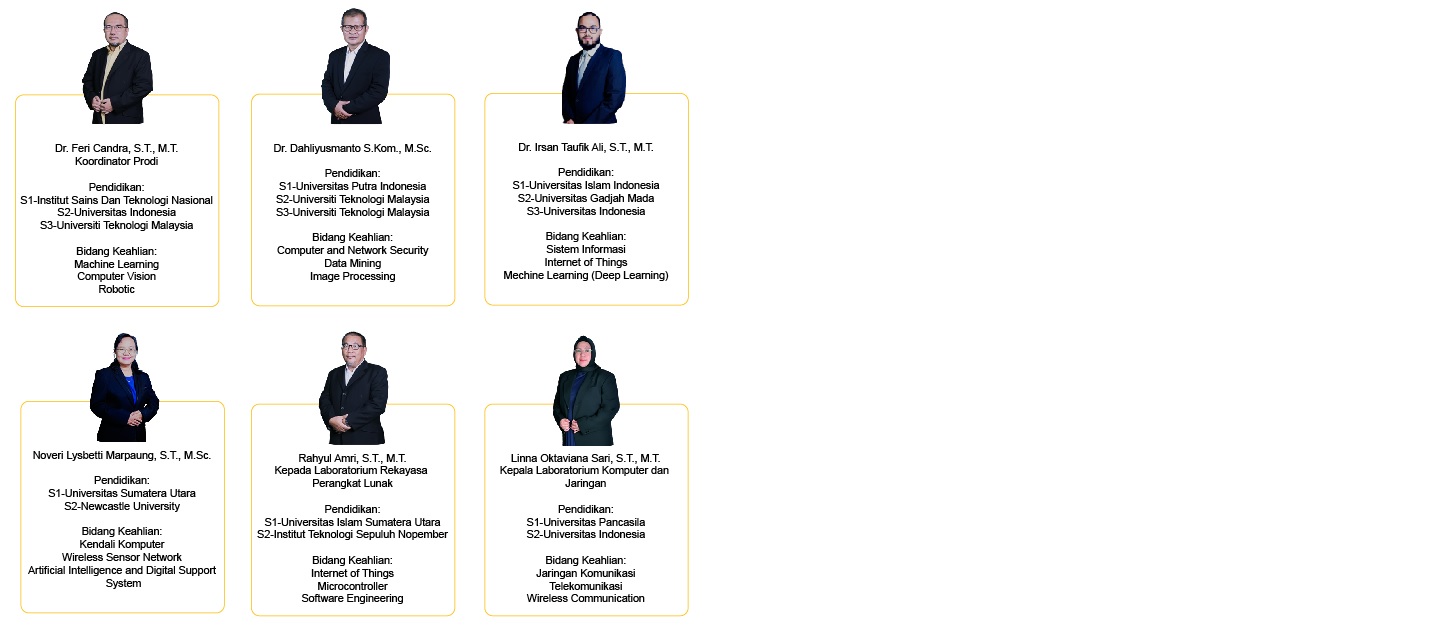 Dr. Feri Candra, S.T., M.T.
Koordinator Prodi
Pendidikan:
S1-Institut Sains Dan Teknologi Nasional
S2-Universitas Indonesia
S3-Universiti Teknologi Malaysia
Bidang Keahlian:
Machine Learning
Computer Vision
Robotic
Dr. Dahliyusmanto S.Kom., M.Sc.
Pendidikan:
S1-Universitas Putra Indonesia
S2-Universiti Teknologi Malaysia
S3-Universiti Teknologi Malaysia
Bidang Keahlian:
Computer and Network Security
Data Mining
Image Processing
Dr. Irsan Taufik Ali, S.T., M.T.
Pendidikan:
S1-Universitas Islam Indonesia
S2-Universitas Gadjah Mada
S3-Universitas Indonesia
Bidang Keahlian:
Sistem Informasi
Internet of Things
Mechine Learning (Deep Learning)
Noveri Lysbetti Marpaung, S.T., M.Sc.
Pendidikan:
S1-Universitas Sumatera Utara
S2-Newcastle University
Bidang Keahlian:
Kendali Komputer
Wireless Sensor Network
Artificial Intelligence and Digital Support
System
Rahyul Amri, S.T., M.T.
Kepada Laboratorium Rekayasa
Perangkat Lunak
Pendidikan:
S1-Universitas Islam Sumatera Utara
S2-Institut Teknologi Sepuluh Nopember
Bidang Keahlian:
Internet of Things
Microcontroller
Software Engineering
Linna Oktaviana Sari, S.T., M.T.
Kepala Laboratorium Komputer dan
Jaringan
Pendidikan:
S1-Universitas Pancasila
S2-Universitas Indonesia
Bidang Keahlian:
Jaringan Komunikasi
Telekomunikasi
Wireless Communication